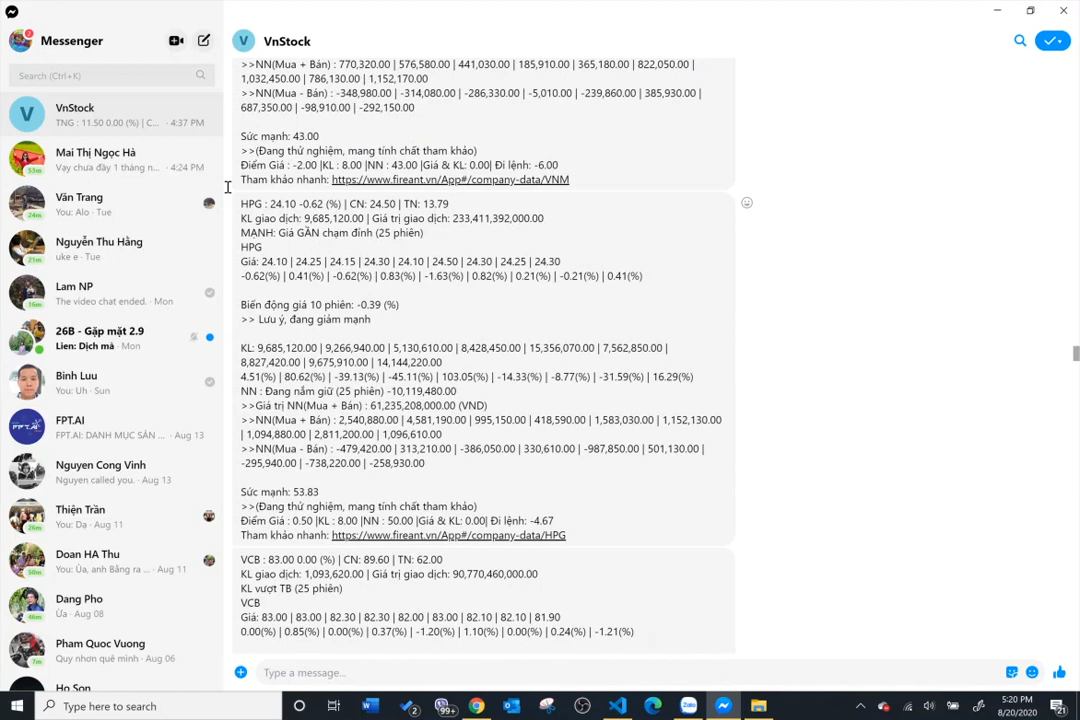 Messenger
Search (Ctrl+K)
VnStock
TNG : 11.50 0.00 (%) | C... · 4:37 PM
Mai Thị Ngọc Hà
Vạy chưa đầy 1 tháng n... · 4:24 PM
53m
Văn Trang
You: Alo · Tue
24m
Nguyễn Thu Hằng
uke e · Tue
21m
Lam NP
The video chat ended. · Mon
16m
26B - Gặp mặt 2.9
Lien: Dịch mà · Mon
Binh Luu
You: Uh · Sun
FPT.AI
FPT.AI: DANH MỤC SẢN ... · Aug 13
Nguyen Cong Vinh
Nguyen called you. · Aug 13
Thiện Trần
You: Dạ · Aug 11
26m
Doan HA Thu
You: Ùa, anh Bằng ra ... · Aug 11
50m
Dang Pho
Ừa · Aug 08
46m
Pham Quoc Vuong
Quy nhơn quê mình · Aug 06
7m
Ho Son
V
VnStock
>>NN(Mua + Bán) : 770,320.00 | 576,580.00 | 441,030.00 | 185,910.00 | 365,180.00 | 822,050.00 |
1,032,450.00 | 786,130.00 | 1,152,170.00
>>NN(Mua - Bán) : -348,980.00 | -314,080.00 | -286,330.00 | -5,010.00 | -239,860.00 | 385,930.00 |
687,350.00 | -98,910.00 | -292,150.00
Sức mạnh: 43.00
>>(Đang thử nghiệm, mang tính chất tham khảo)
Điểm Giá : -2.00 |KL : 8.00 |NN : 43.00 |Giá & KL: 0.00| Đi lệnh: -6.00
Tham khảo nhanh: https://www.fireant.vn/App#/company-data/VNM
HPG : 24.10 -0.62 (%) | CN: 24.50 | TN: 13.79
KL giao dịch: 9,685,120.00 | Giá trị giao dịch: 233,411,392,000.00
MẠNH: Giá GẦN chạm đỉnh (25 phiên)
HPG
Giá: 24.10 | 24.25 | 24.15 | 24.30 | 24.10 | 24.50 | 24.30 | 24.25 | 24.30
-0.62(%) | 0.41(%) | -0.62(%) | 0.83(%) | -1.63(%) | 0.82(%) | 0.21(%) | -0.21(%) | 0.41(%)
Biến động giá 10 phiên: -0.39 (%)
>> Lưu ý, đang giảm mạnh
KL: 9,685,120.00 | 9,266,940.00 | 5,130,610.00 | 8,428,450.00 | 15,356,070.00 | 7,562,850.00 |
8,827,420.00 | 9,675,910.00 | 14,144,220.00
4.51(%) | 80.62(%) | -39.13(%) | -45.11(%) | 103.05(%) | -14.33(%) | -8.77(%) | -31.59(%) | 16.29(%)
NN : Đang nắm giữ (25 phiên) -10,119,480.00
>>Giá trị NN(Mua + Bán) : 61,235,208,000.00 (VND)
>>NN(Mua + Bán) : 2,540,880.00 | 4,581,190.00 | 995,150.00 | 418,590.00 | 1,583,030.00 | 1,152,130.00
| 1,094,880.00 | 2,811,200.00 | 1,096,610.00
>>NN(Mua - Bán) : -479,420.00 | 313,210.00 | -386,050.00 | 330,610.00 | -987,850.00 | 501,130.00 |
-295,940.00 | -738,220.00 | -258,930.00
Sức mạnh: 53.83
>>(Đang thử nghiệm, mang tính chất tham khảo)
Điểm Giá : 0.50 |KL : 8.00 |NN : 50.00 |Giá & KL: 0.00| Đi lệnh: -4.67
Tham khảo nhanh: https://www.fireant.vn/App#/company-data/HPG
VCB : 83.00 0.00 (%) | CN: 89.60 | TN: 62.00
KL giao dịch: 1,093,620.00 | Giá trị giao dịch: 90,770,460,000.00
KL vượt TB (25 phiên)
VCB
Giá: 83.00 | 83.00 | 82.30 | 82.30 | 82.00 | 83.00 | 82.10 | 82.10 | 81.90
0.00(%) | 0.85(%) | 0.00(%) | 0.37(%) | -1.20(%) | 1.10(%) | 0.00(%) | 0.24(%) | -1.21(%)
Type a message...
Type here to search
2
99+
Zalo
5:20 PM
8/20/2020
21